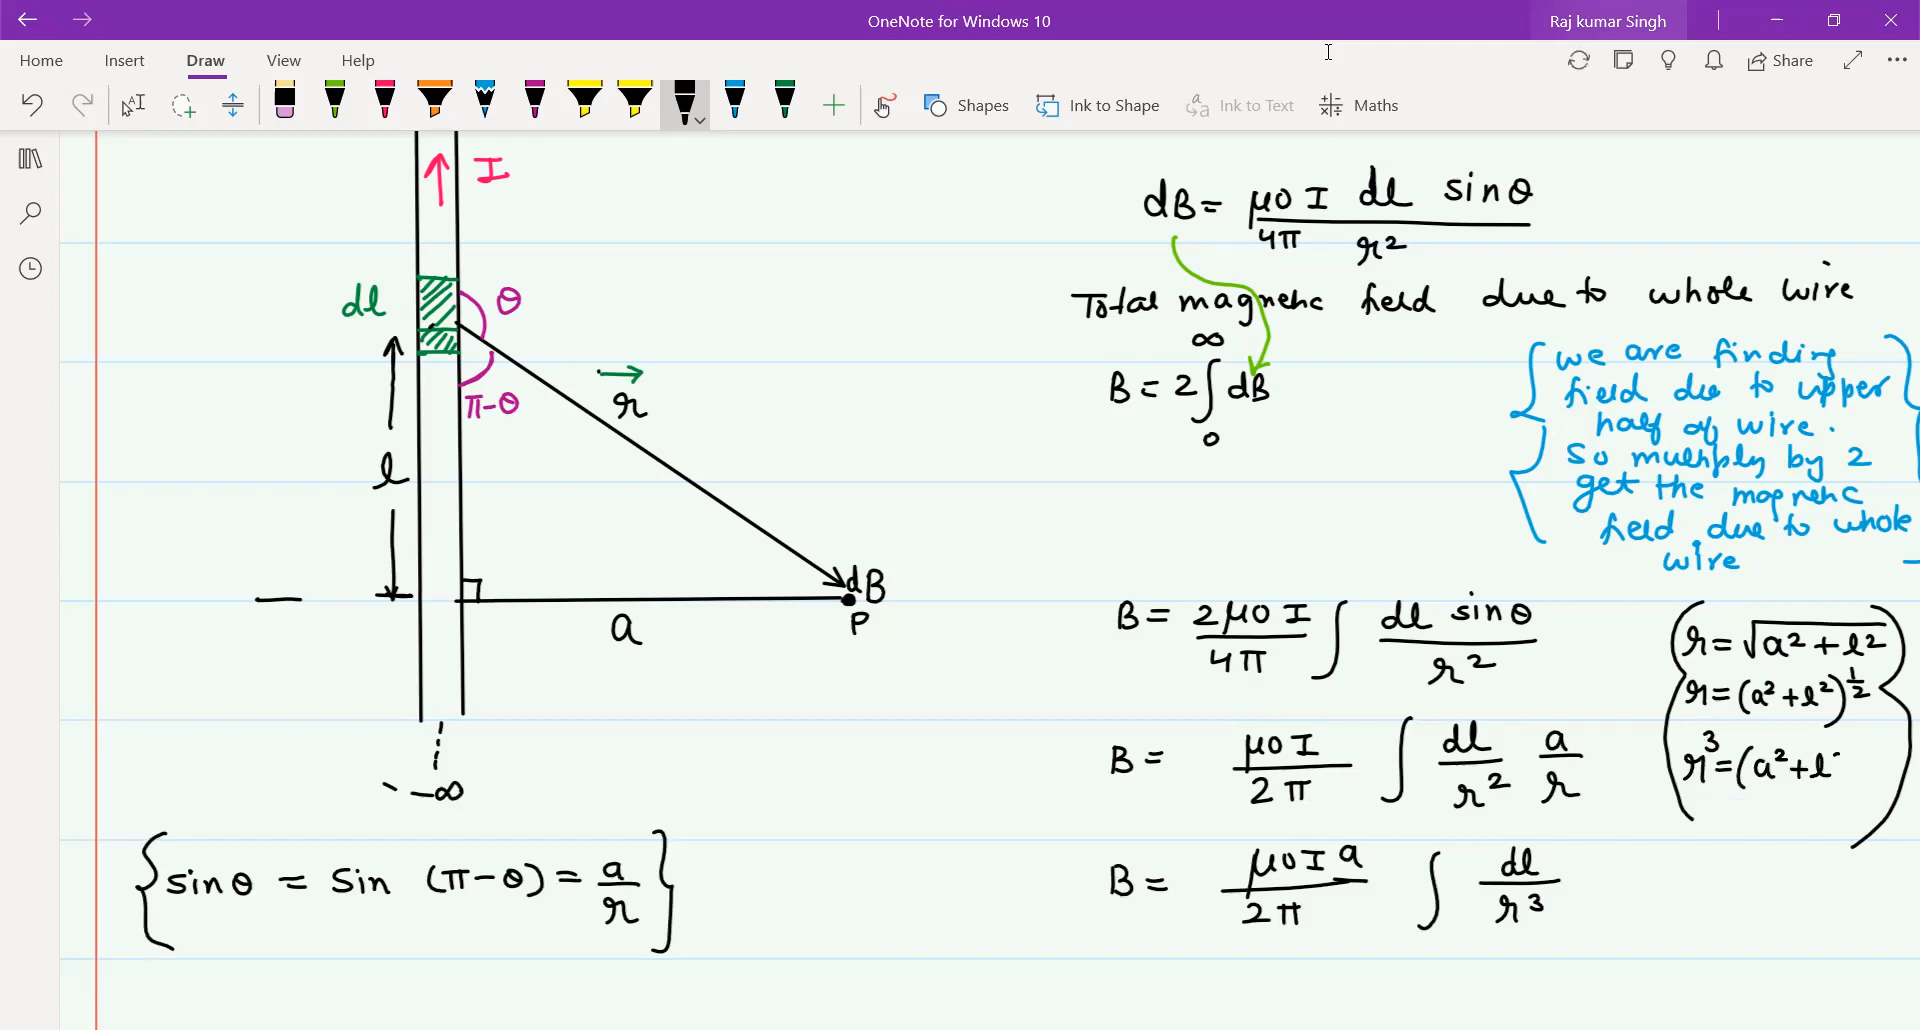 OneNote for Windows 10
Raj kumar Singh
Home Insert Draw View Help
Share
Shapes Ink to Shape Ink to Text Maths
I
dl
θ
π-θ
r
l
dB
a
P
-∞
{sinθ = sin (π-θ) = a/r}
dB = μ0 I dl sinθ / 4π r²
Total magnetic field due to whole wire
B = 2 ∫₀^∞ dB
{we are finding
field due to upper
half of wire.
So multiply by 2
get the magnetic
field due to whole
wire
B = 2μ0 I / 4π ∫ dl sinθ / r²
B = μ0 I / 2π ∫ dl/r² a/r
B = μ0 I a / 2π ∫ dl/r³
r = √a²+l²
r = (a²+l²)^1/2
r³ = (a²+l